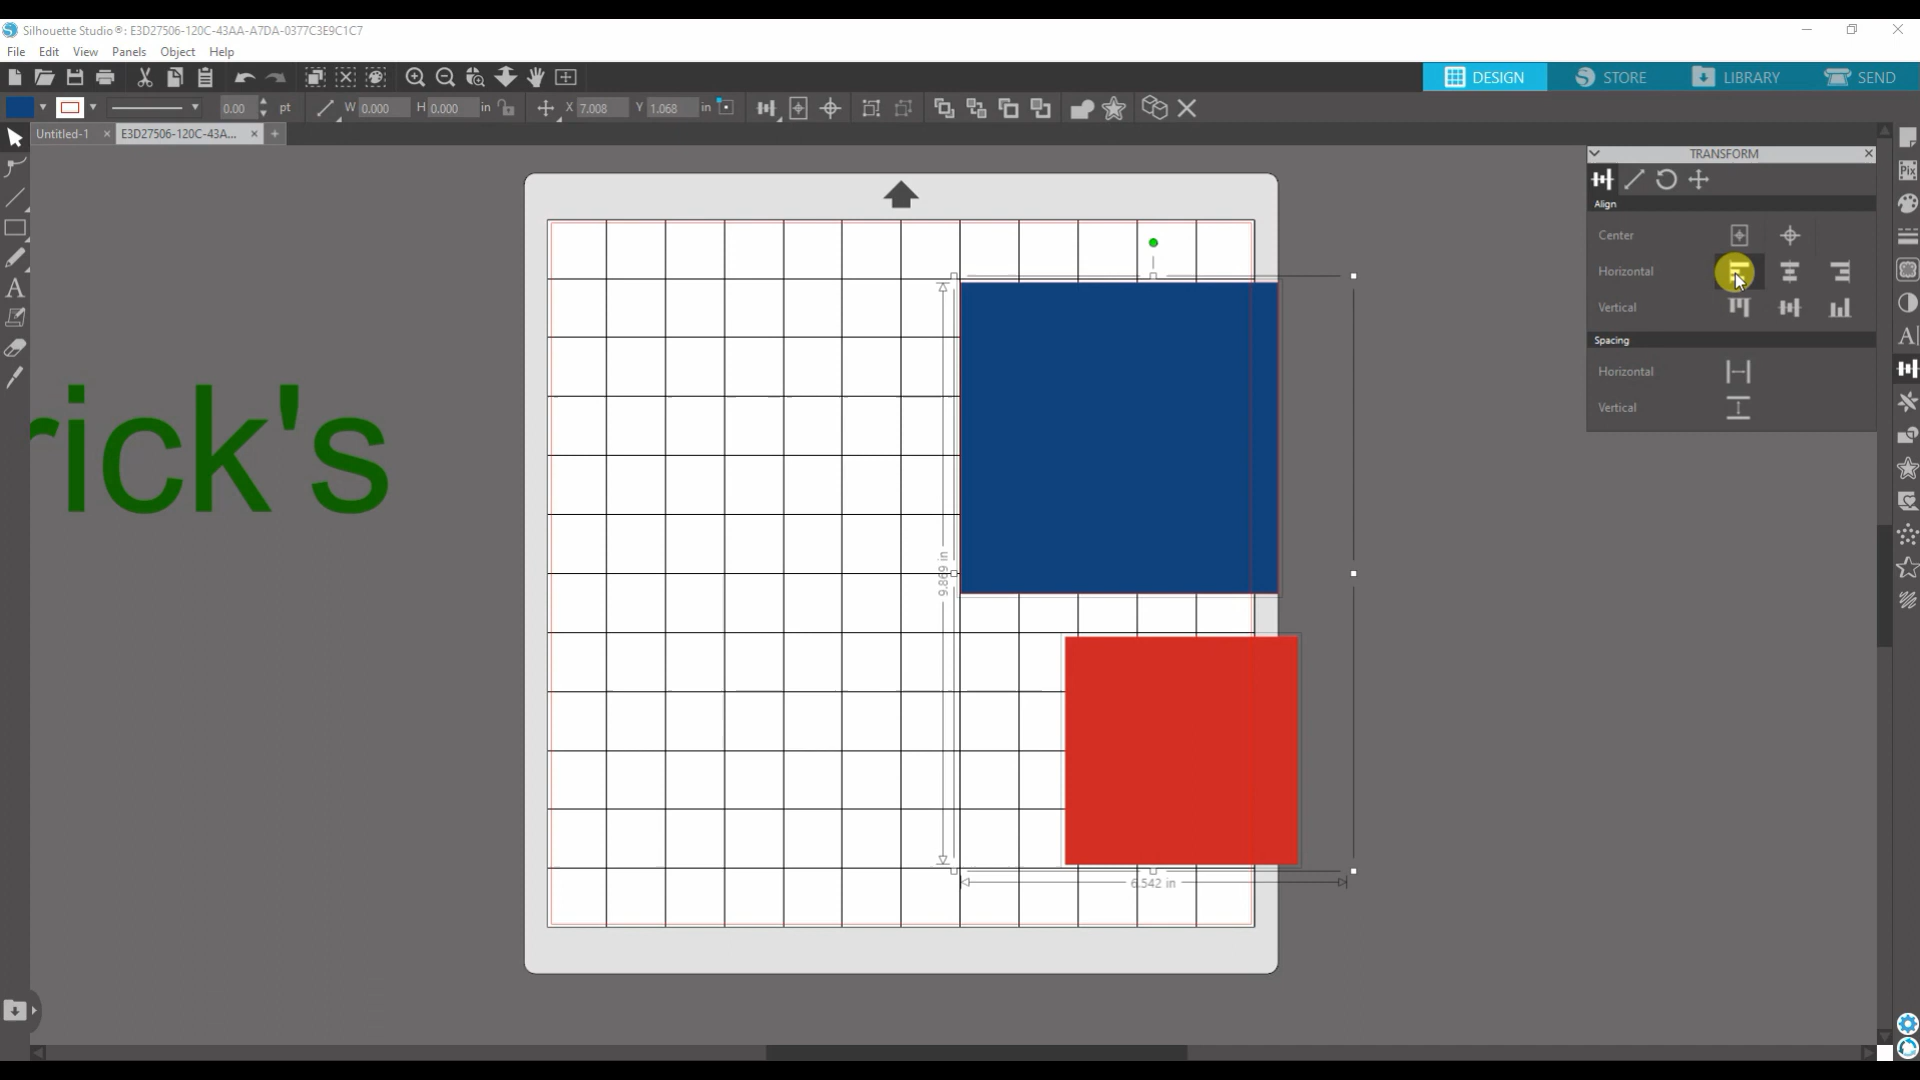 Silhouette Studio®: E3D27506-120C-43AA-A7DA-0377C3E9C1C7
File Edit View Panels Object Help
DESIGN STORE LIBRARY SEND
0.00 pt W 0.000 H 0.000 in X 7.008 Y 1.068 in
Untitled-1 E3D27506-120C-43A...
TRANSFORM
Align
Center
Horizontal
Vertical
Spacing
Horizontal
Vertical
Pix
rick's
9.869 in
6.542 in